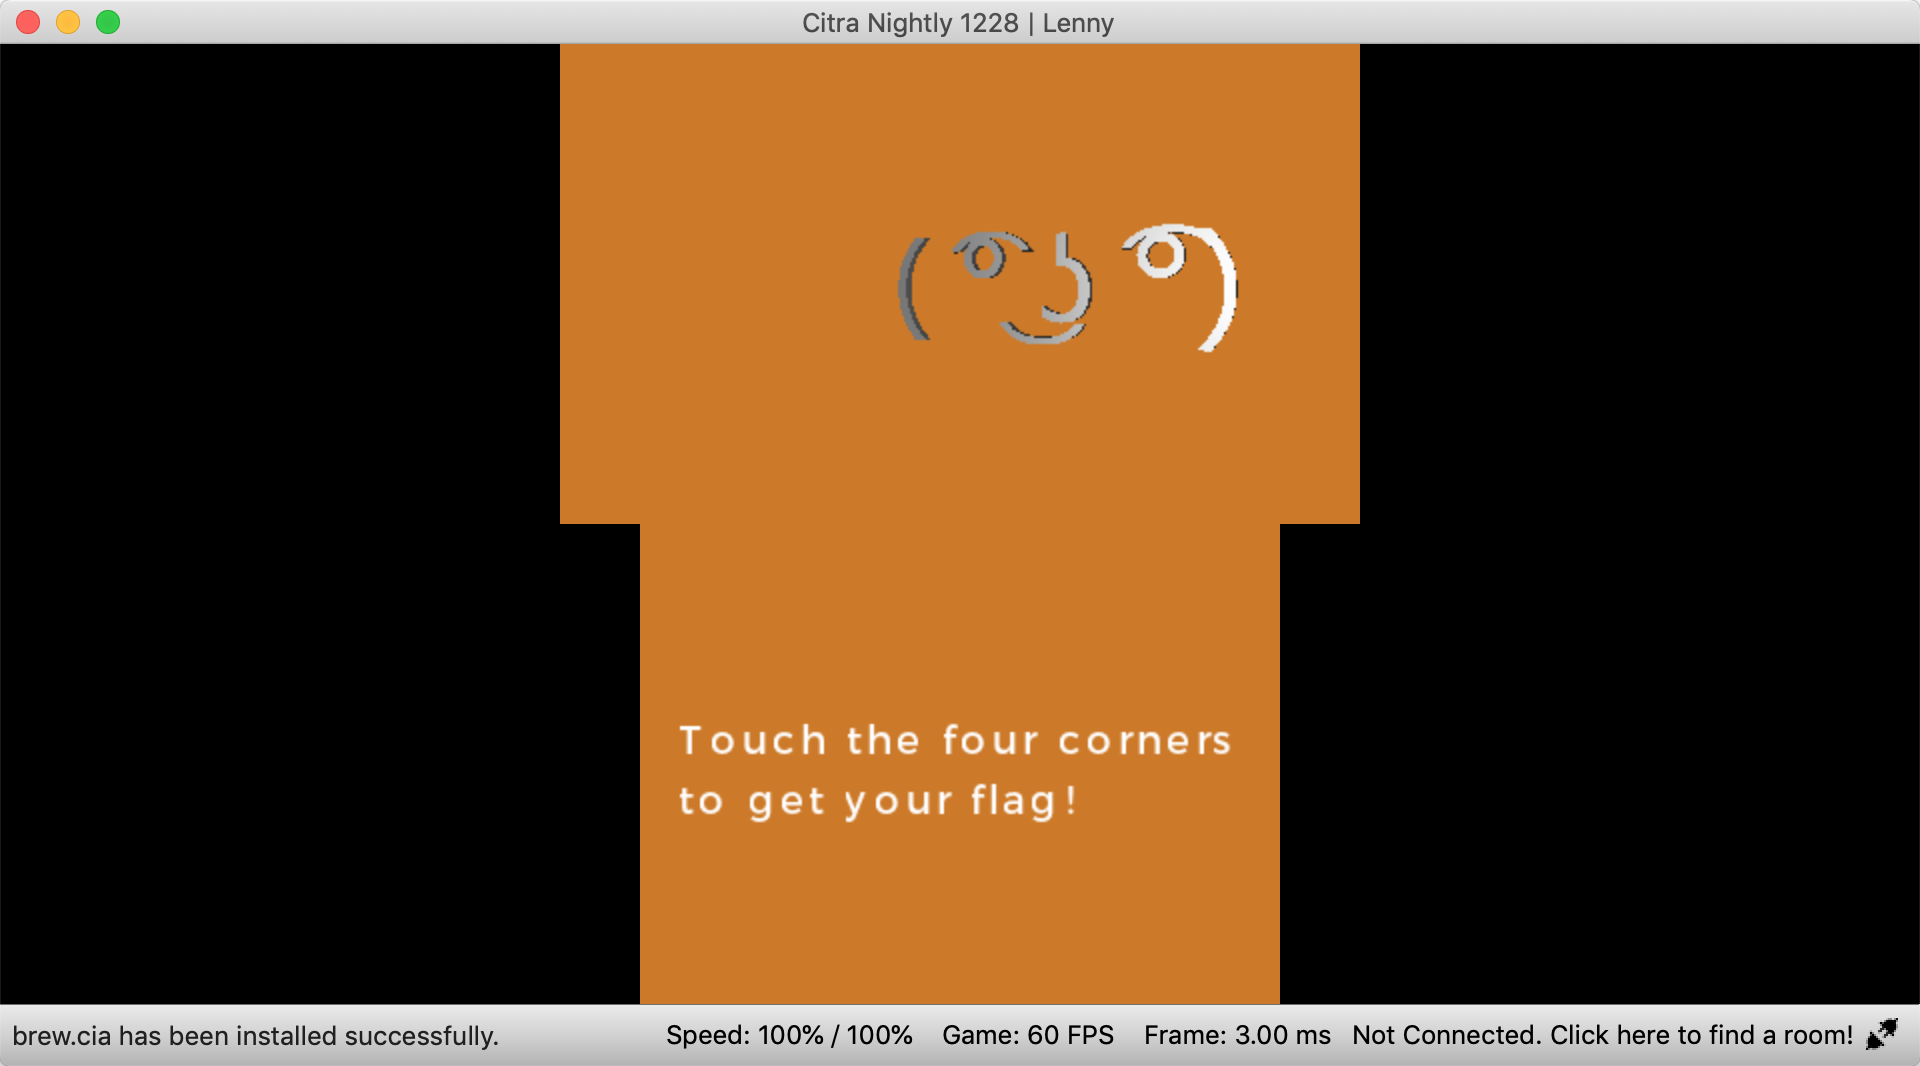 Citra Nightly 1228 | Lenny
( ͡° ͜ʖ ͡°)
Touch the four corners
to get your flag!
brew.cia has been installed successfully. Speed: 100% / 100% Game: 60 FPS Frame: 3.00 ms Not Connected. Click here to find a room!